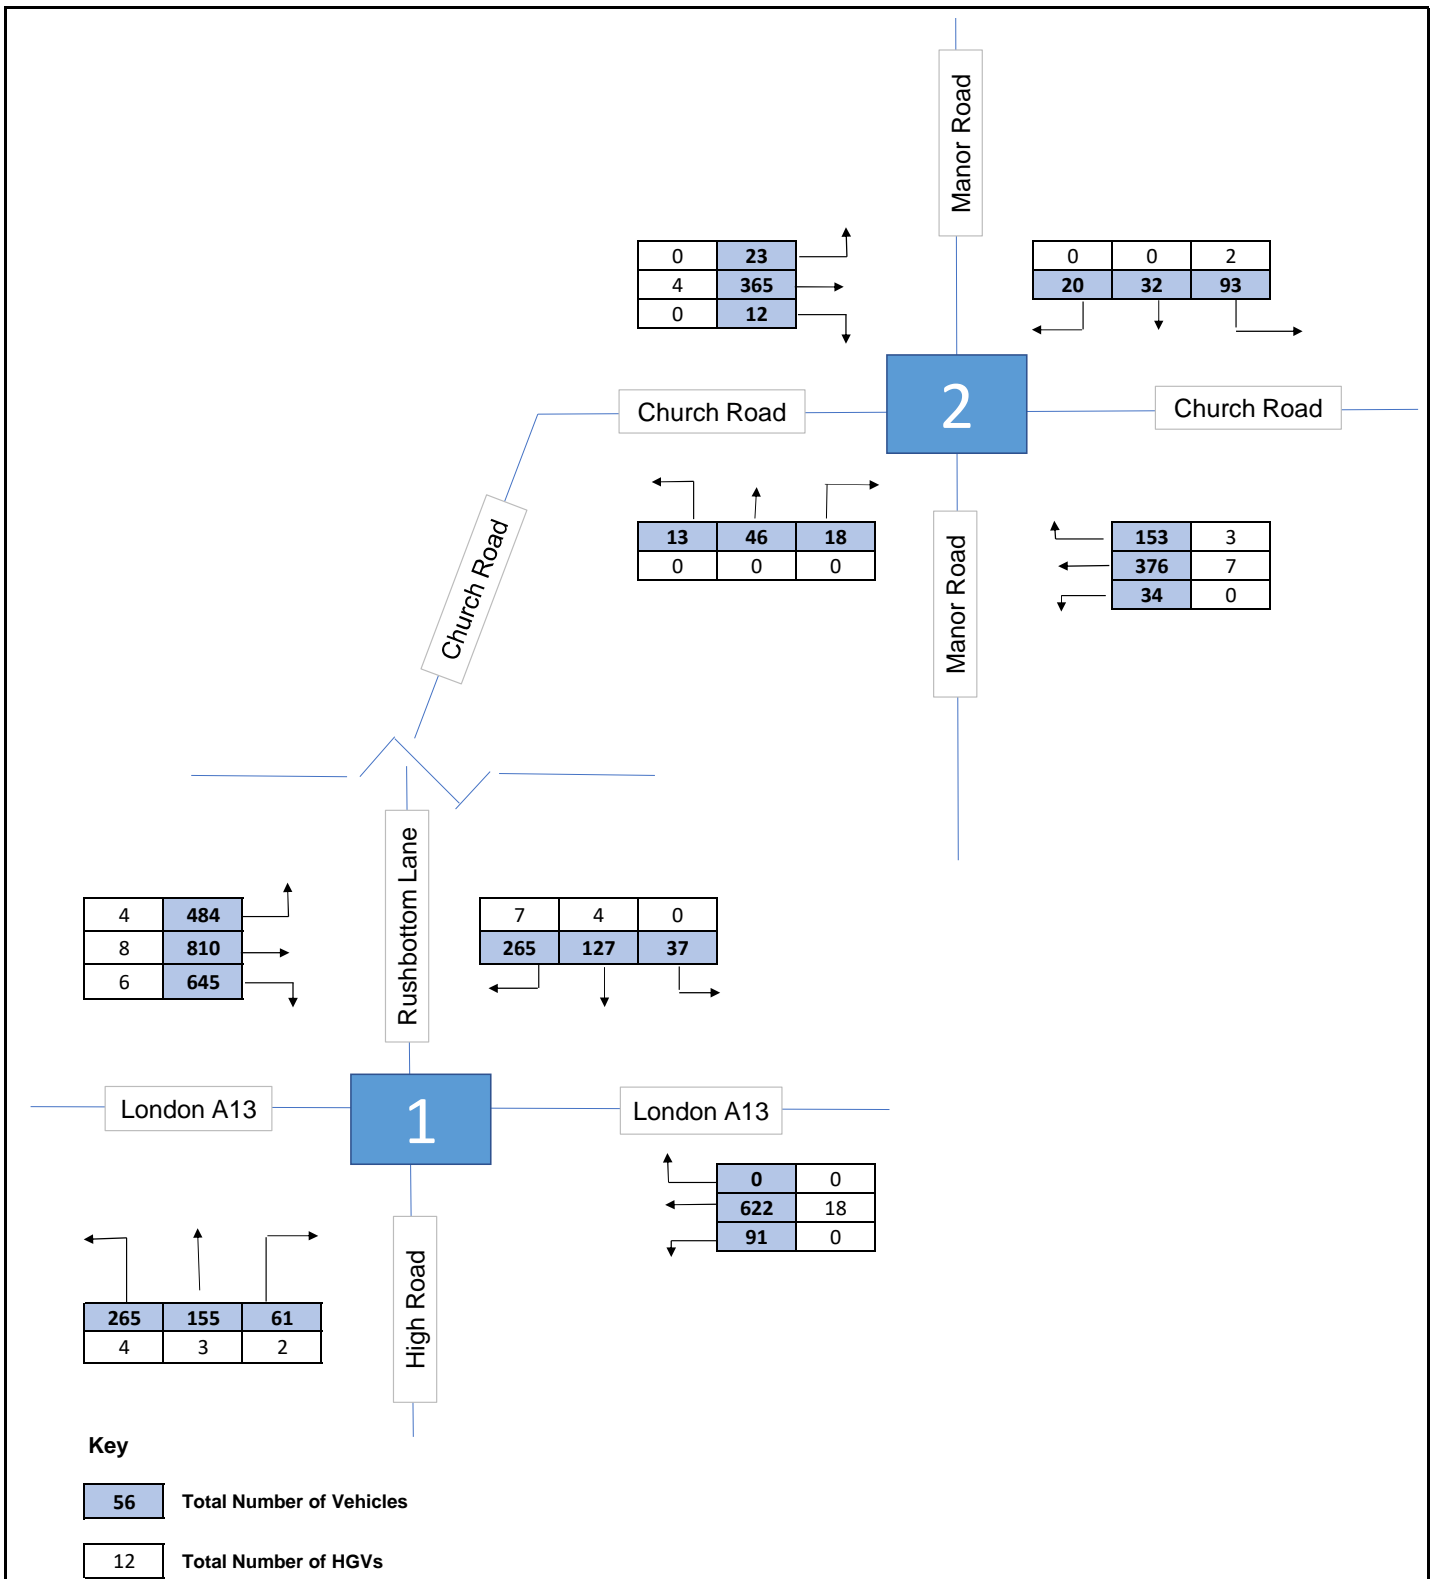 Manor Road
0 23
4 365
0 12
0 0 2
20 32 93
2
Church Road
Church Road
Church Road
13 46 18
0 0 0
Manor Road
153 3
376 7
34 0
Rushbottom Lane
4 484
8 810
6 645
7 4 0
265 127 37
London A13
1
London A13
0 0
622 18
91 0
High Road
265 155 61
4 3 2
Key
56 Total Number of Vehicles
12 Total Number of HGVs